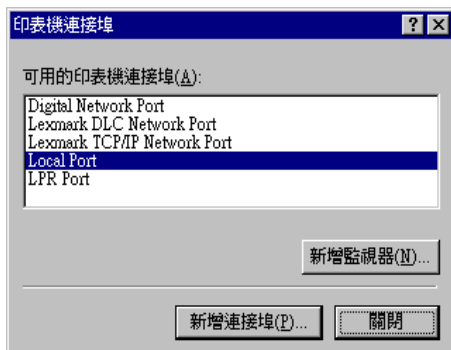 印表機連接埠
可用的印表機連接埠(A):
Digital Network Port
Lexmark DLC Network Port
Lexmark TCP/IP Network Port
Local Port
LPR Port
新增監視器(N)...
新增連接埠(P)...
關閉